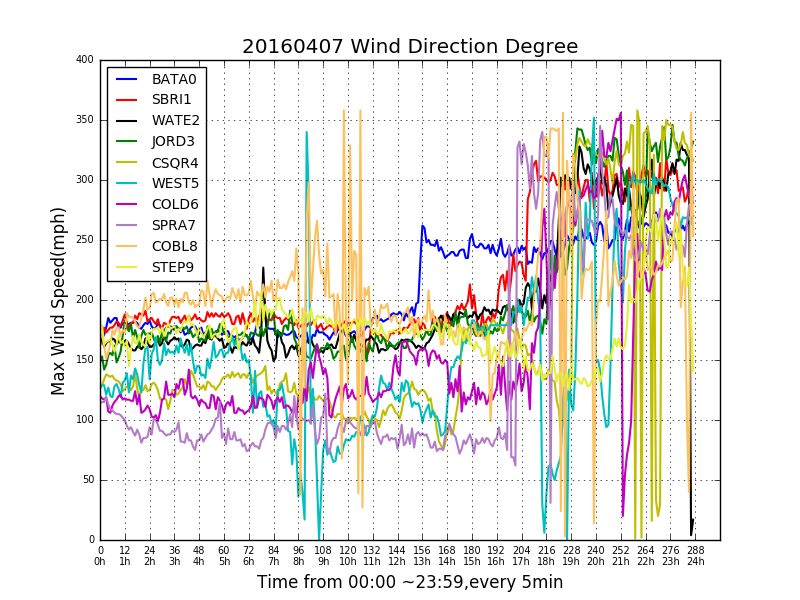 20160407 Wind Direction Degree
Max Wind Speed(mph)
400
350
300
250
200
150
100
50
0
BATA0
SBRI1
WATE2
JORD3
CSQR4
WEST5
COLD6
SPRA7
COBL8
STEP9
0 12 24 36 48 60 72 84 96 108 120 132 144 156 168 180 192 204 216 228 240 252 264 276 288
0h 1h 2h 3h 4h 5h 6h 7h 8h 9h 10h 11h 12h 13h 14h 15h 16h 17h 18h 19h 20h 21h 22h 23h 24h
Time from 00:00 ~23:59,every 5min